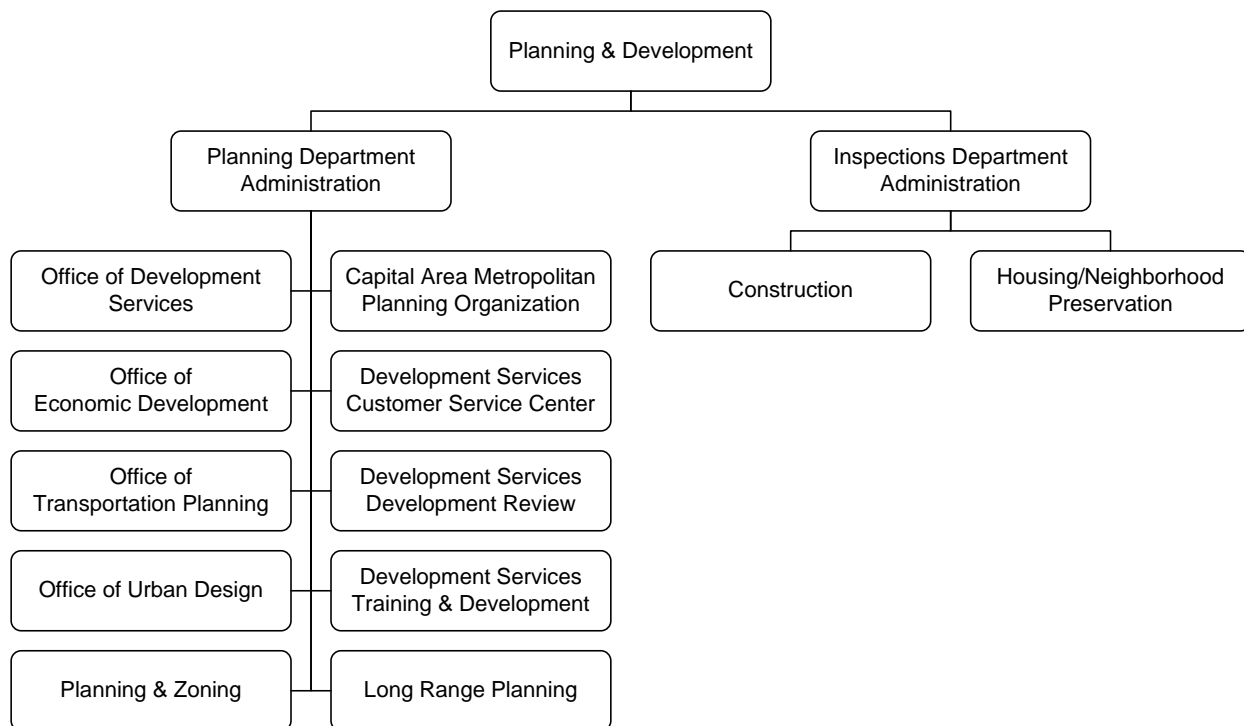 Planning & Development
Planning Department
Administration
Inspections Department
Administration
Office of Development
Services
Capital Area Metropolitan
Planning Organization
Construction
Housing/Neighborhood
Preservation
Office of
Economic Development
Development Services
Customer Service Center
Office of
Transportation Planning
Development Services
Development Review
Office of Urban Design
Development Services
Training & Development
Planning & Zoning
Long Range Planning